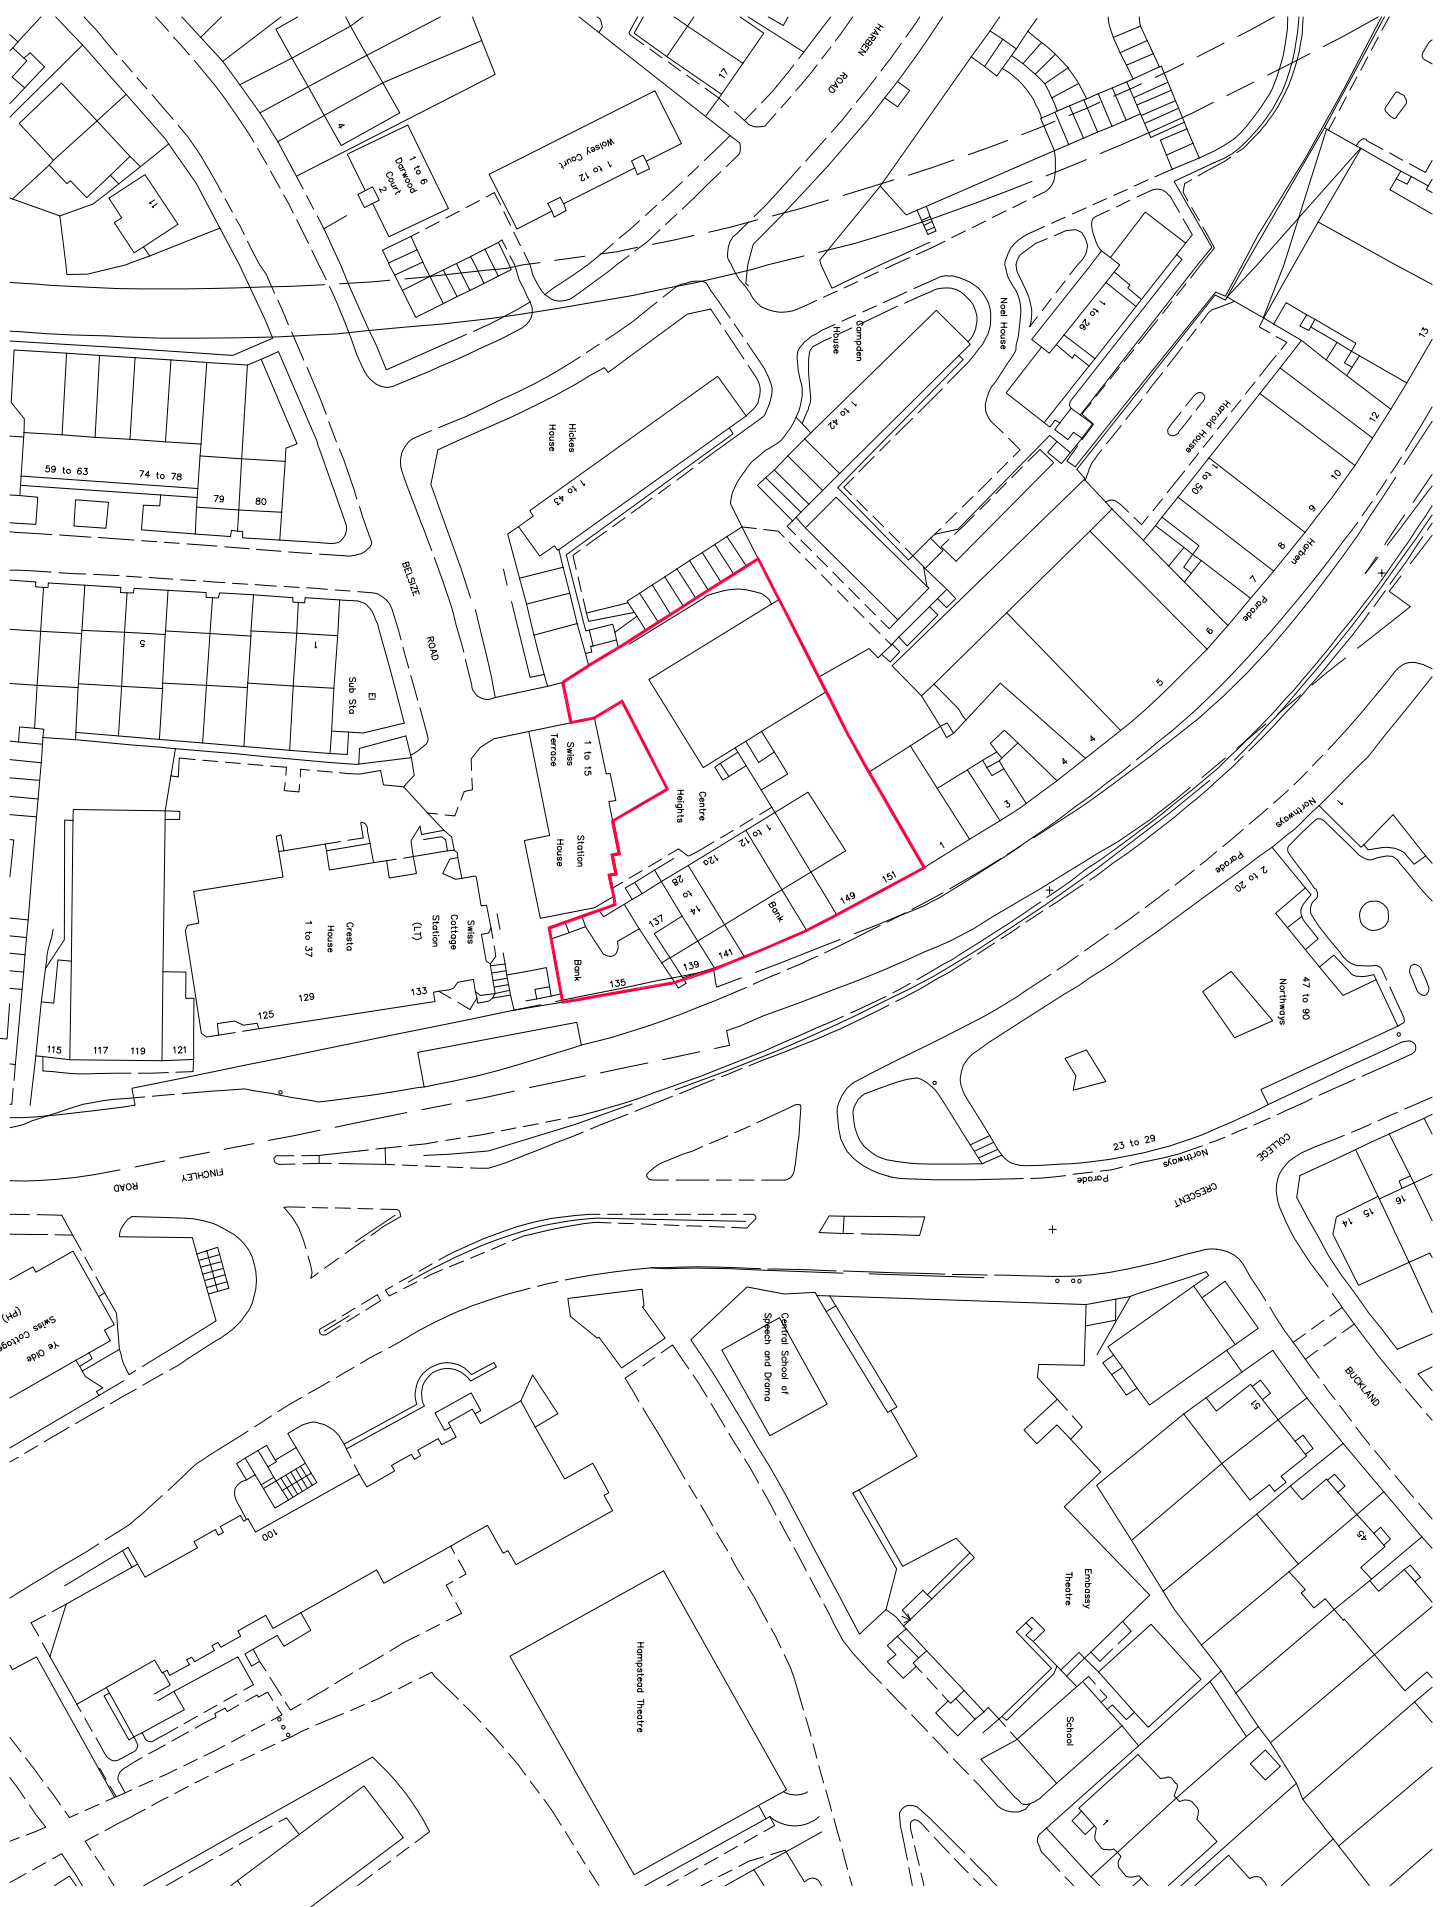 HARBEN
ROAD
17
4
1 to 6
Darwood
Court
2
Wolsey Court
1 to 12
11
Noel House
1 to 26
Campden
House
1 to 42
13
12
10
9
8
7
6
5
4
4
3
1
Harrold House
1 to 50
Harben
Parade
Hickes
House
1 to 43
59 to 63
74 to 78
79
80
BELSIZE
ROAD
5
1
El
Sub Sta
1 to 15
Swiss
Terrace
Station
House
Centre
Heights
1 to 12
12a
28
to
14
137
Bank
149
151
139
141
Bank
135
Swiss
Cottage
Station
(LT)
Cresta
House
1 to 37
125
129
133
115
117
119
121
Northways
Parade
1
2 to 20
47 to 90
Northways
23 to 29
Northways
Parade
COLLEGE
CRESCENT
FINCHLEY
ROAD
14
15
16
BUCKLAND
Ye Olde
Swiss Cottage
(PH)
Central School of
Speech and Drama
100
51
45
Embassy
Theatre
Hampstead Theatre
School
1